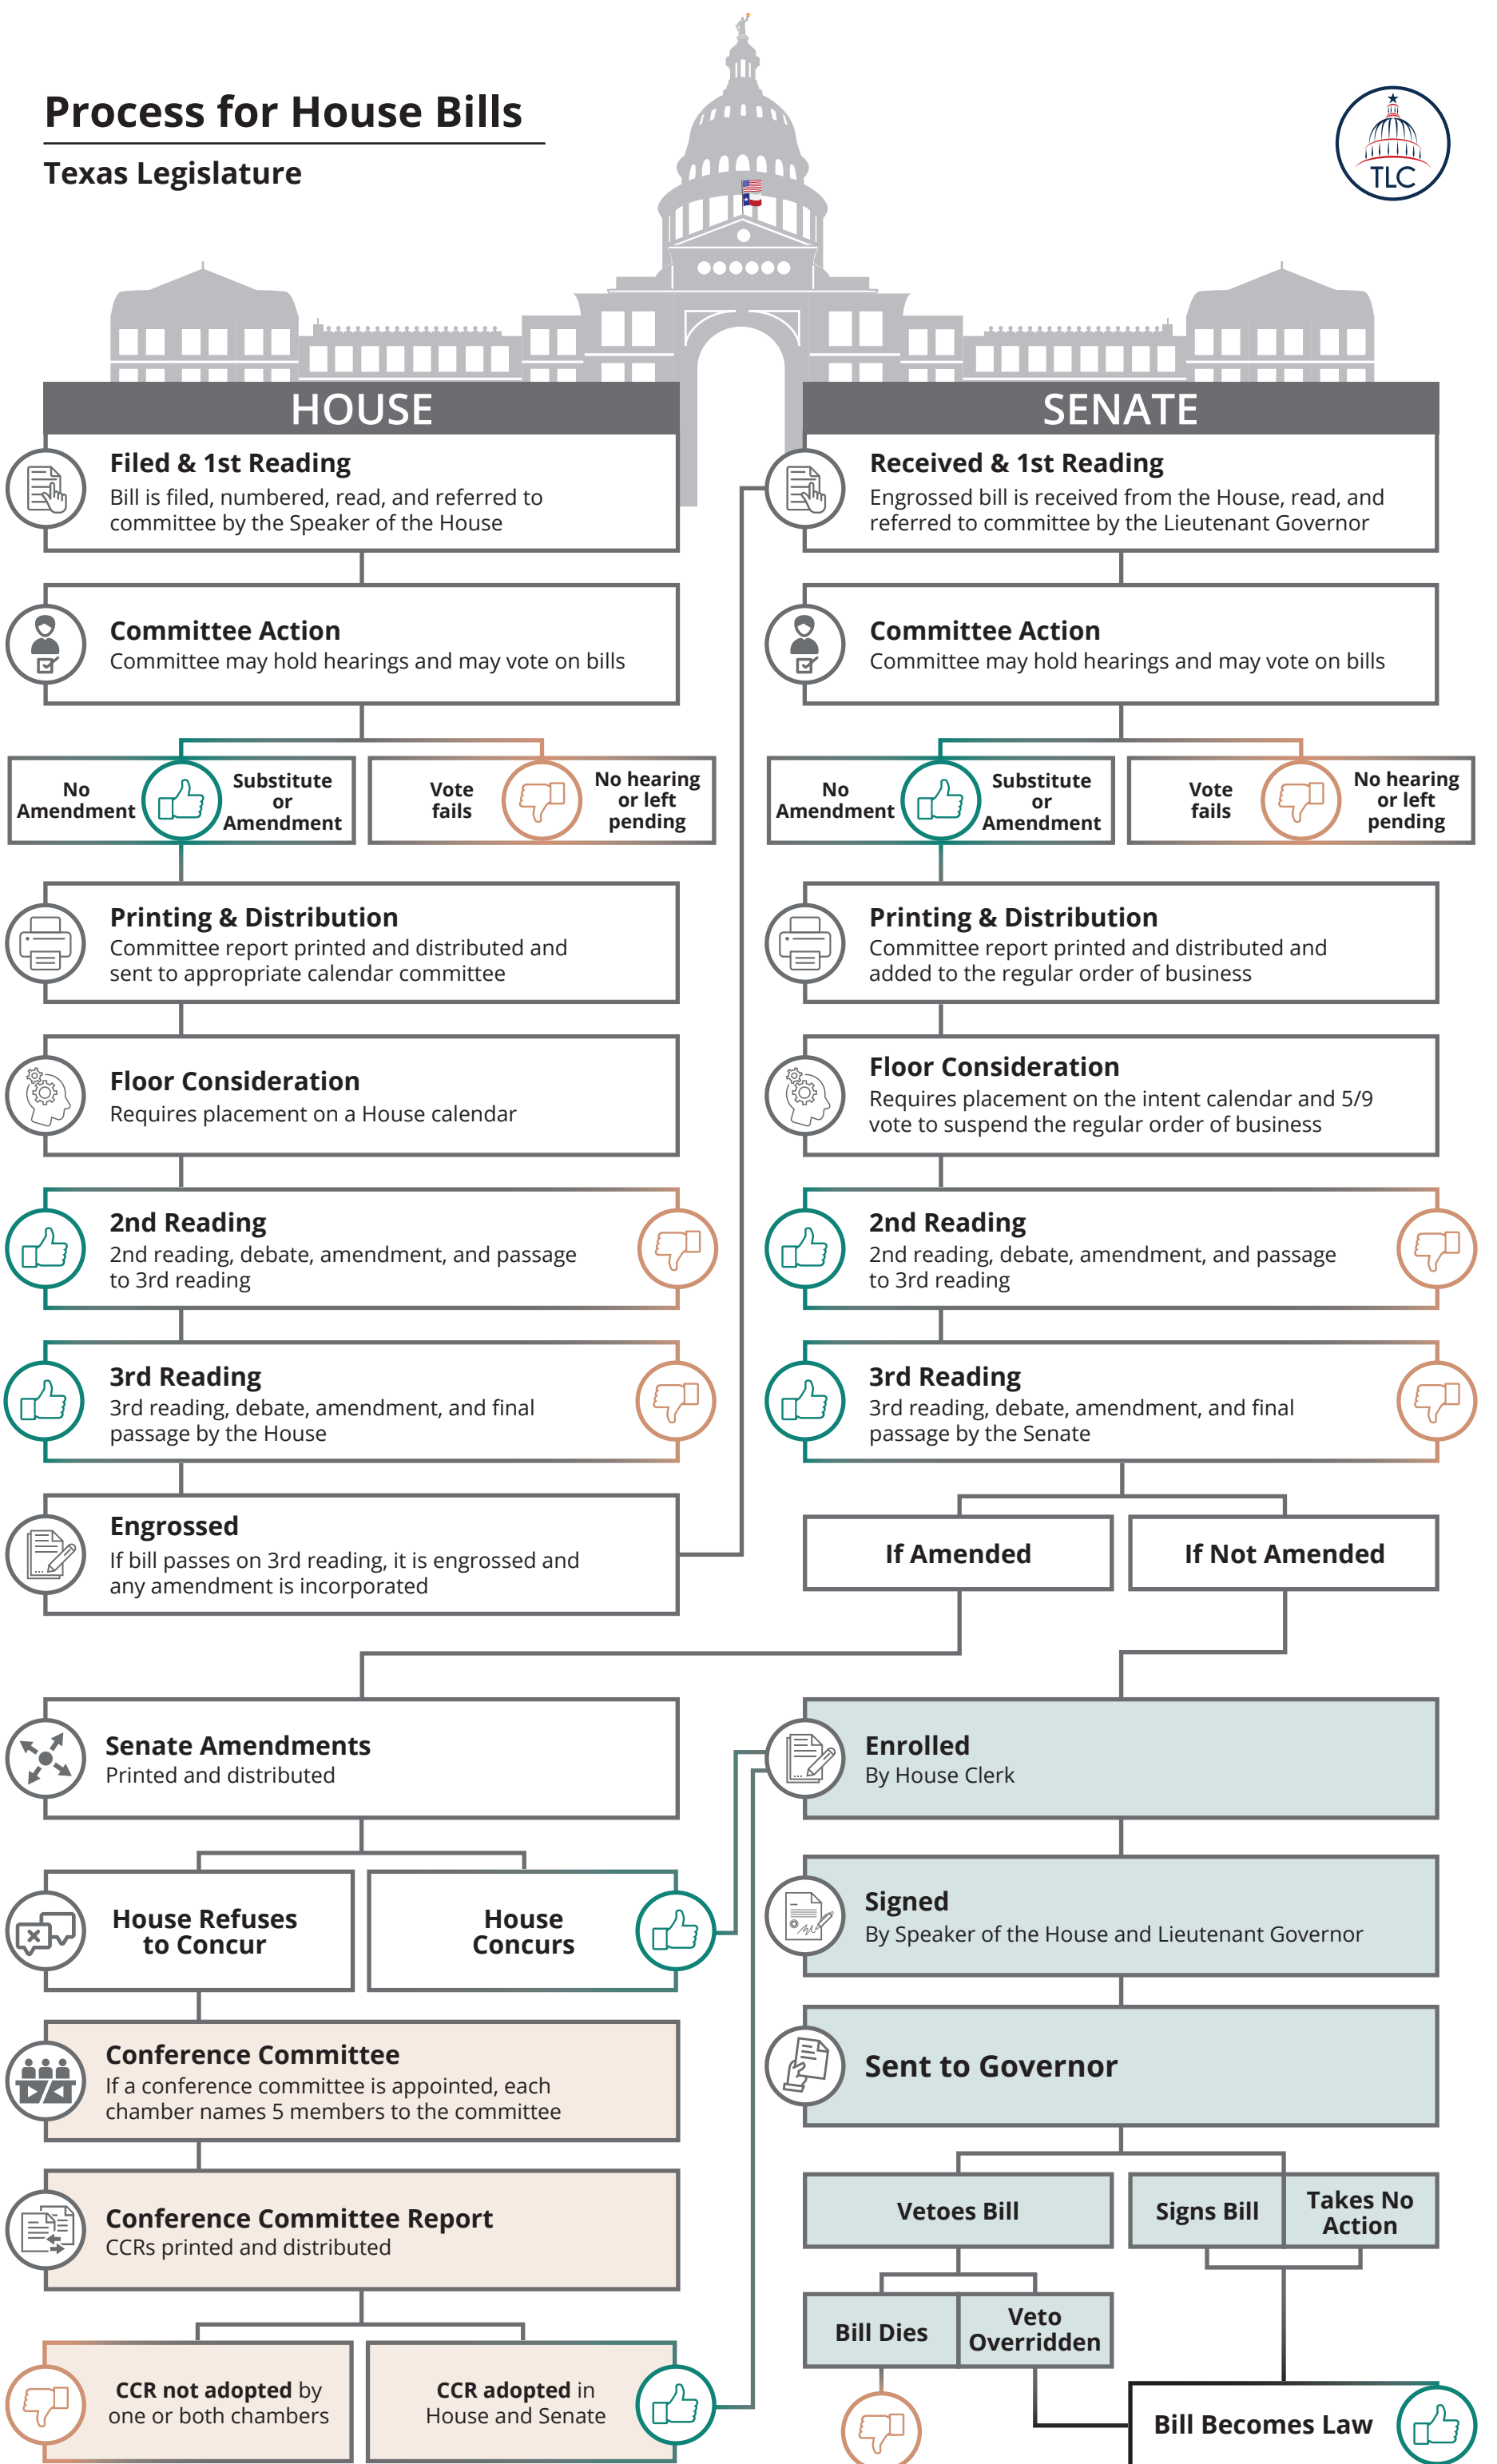 Process for House Bills
Texas Legislature
TLC
HOUSE
Filed & 1st Reading
Bill is filed, numbered, read, and referred to
committee by the Speaker of the House
Committee Action
Committee may hold hearings and may vote on bills
No
Amendment
Substitute
or
Amendment
Vote
fails
No hearing
or left
pending
Printing & Distribution
Committee report printed and distributed and
sent to appropriate calendar committee
Floor Consideration
Requires placement on a House calendar
2nd Reading
2nd reading, debate, amendment, and passage
to 3rd reading
3rd Reading
3rd reading, debate, amendment, and final
passage by the House
Engrossed
If bill passes on 3rd reading, it is engrossed and
any amendment is incorporated
SENATE
Received & 1st Reading
Engrossed bill is received from the House, read, and
referred to committee by the Lieutenant Governor
Committee Action
Committee may hold hearings and may vote on bills
No
Amendment
Substitute
or
Amendment
Vote
fails
No hearing
or left
pending
Printing & Distribution
Committee report printed and distributed and
added to the regular order of business
Floor Consideration
Requires placement on the intent calendar and 5/9
vote to suspend the regular order of business
2nd Reading
2nd reading, debate, amendment, and passage
to 3rd reading
3rd Reading
3rd reading, debate, amendment, and final
passage by the Senate
If Amended
If Not Amended
Senate Amendments
Printed and distributed
House Refuses
to Concur
House
Concurs
Conference Committee
If a conference committee is appointed, each
chamber names 5 members to the committee
Conference Committee Report
CCRs printed and distributed
CCR not adopted by
one or both chambers
CCR adopted in
House and Senate
Enrolled
By House Clerk
Signed
By Speaker of the House and Lieutenant Governor
Sent to Governor
Vetoes Bill
Signs Bill
Takes No
Action
Bill Dies
Veto
Overridden
Bill Becomes Law